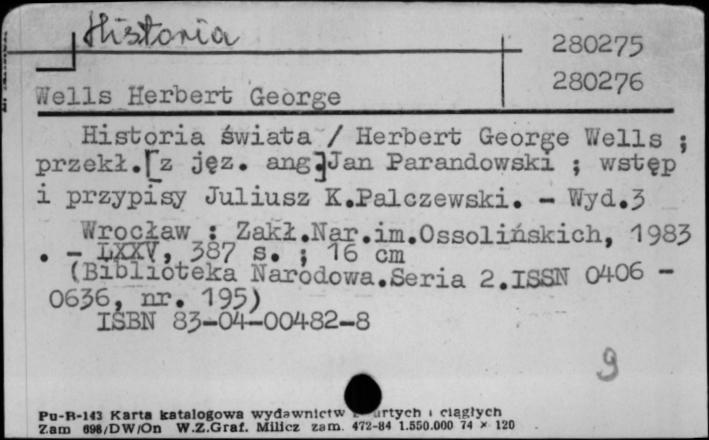 Historia
280275
280276
Wells Herbert George
Historia świata / Herbert George Wells ;
przekł.[z jęz. ang.]Jan Parandowski ; wstęp
i przypisy Juliusz K.Palczewski. - Wyd.3
Wrocław : Zakł.Nar.im.Ossolińskich, 1983
. - LXXV, 387 s. ; 16 cm
(Biblioteka Narodowa.Seria 2.ISSN 0406 -
0636, nr. 195)
ISBN 83-04-00482-8
9
Pu-B-143 Karta katalogowa wydawnictw z artych i ciągłych
Zam 698/DW/On W.Z.Graf. Milicz zam. 472-84 1.550.000 74 × 120